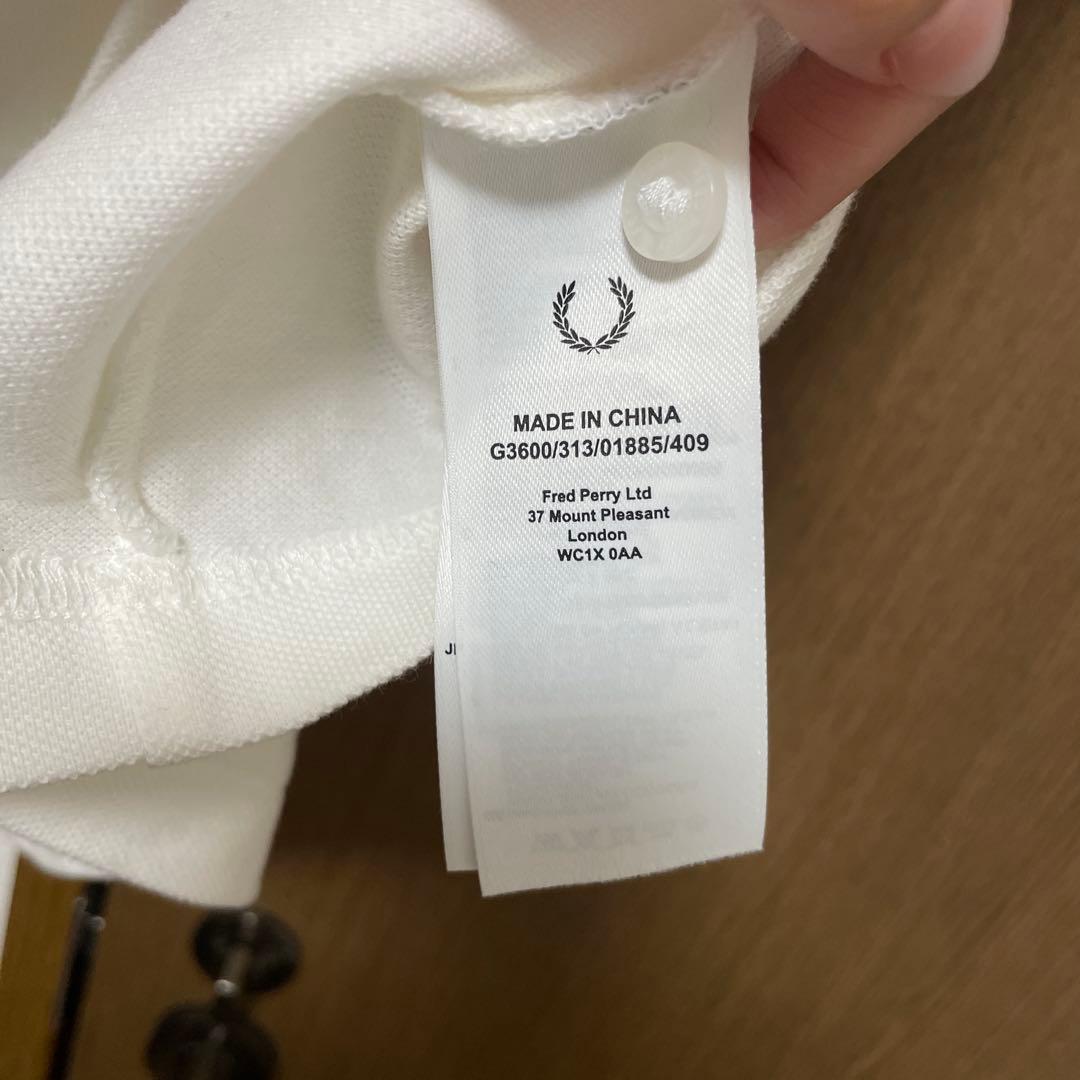 MADE IN CHINA
G3600/313/01885/409
Fred Perry Ltd
37 Mount Pleasant
London
WC1X 0AA